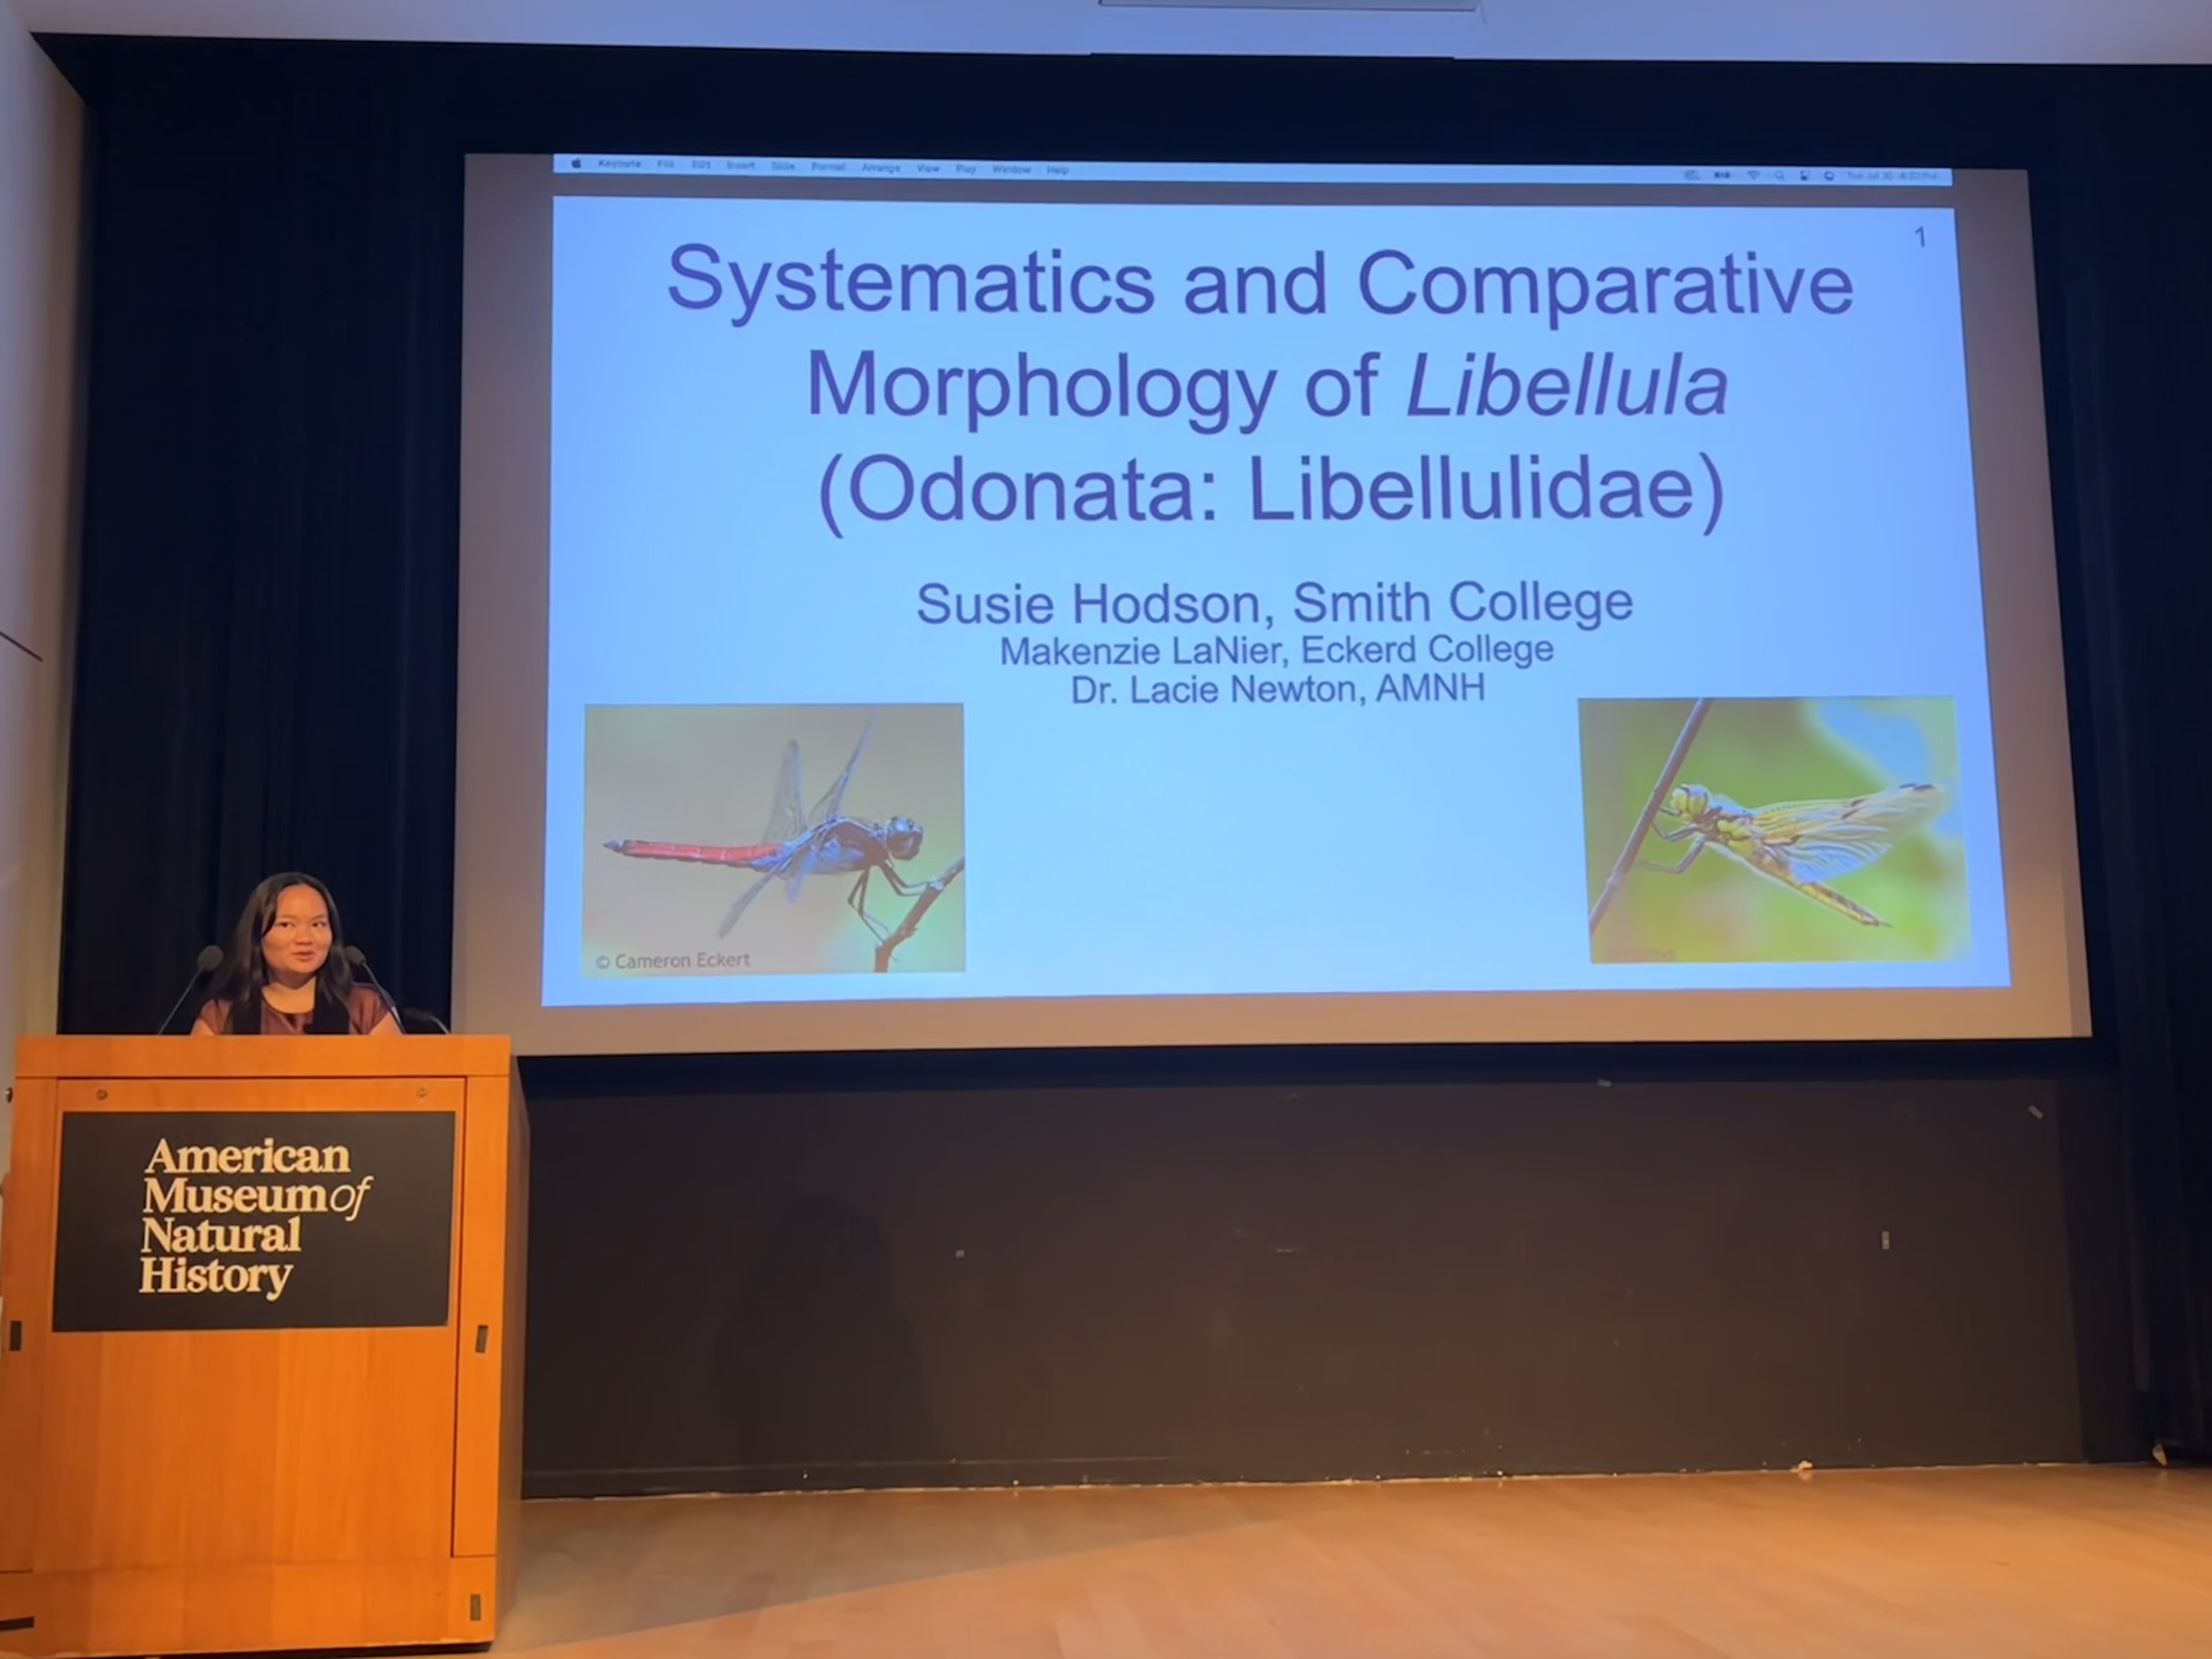 Keynote File Edit Insert Slide Format Arrange View Play Window Help
1
Systematics and Comparative
Morphology of Libellula
(Odonata: Libellulidae)
Susie Hodson, Smith College
Makenzie LaNier, Eckerd College
Dr. Lacie Newton, AMNH
© Cameron Eckert
American
Museum of
Natural
History